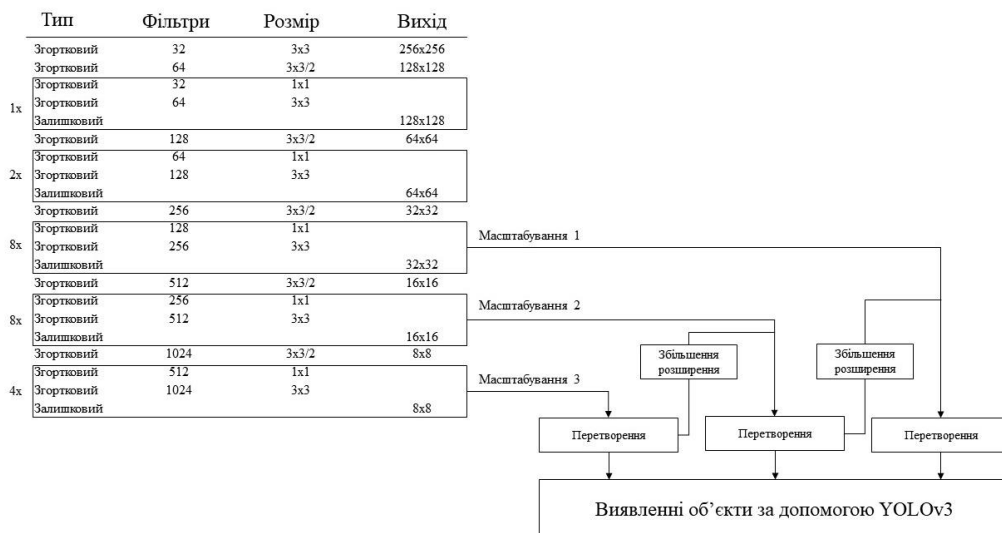 Тип Фільтри Розмір Вихід
Згортковий 32 3x3 256x256
Згортковий 64 3x3/2 128x128
Згортковий 32 1x1
1x Згортковий 64 3x3
Залишковий 128x128
Згортковий 128 3x3/2 64x64
Згортковий 64 1x1
2x Згортковий 128 3x3
Залишковий 64x64
Згортковий 256 3x3/2 32x32
Згортковий 128 1x1
8x Згортковий 256 3x3
Залишковий 32x32
Згортковий 512 3x3/2 16x16
Згортковий 256 1x1
8x Згортковий 512 3x3
Залишковий 16x16
Згортковий 1024 3x3/2 8x8
Згортковий 512 1x1
4x Згортковий 1024 3x3
Залишковий 8x8
Масштабування 1
Масштабування 2
Масштабування 3
Збільшення
розширення
Збільшення
розширення
Перетворення
Перетворення
Перетворення
Виявленні об’єкти за допомогою YOLOv3